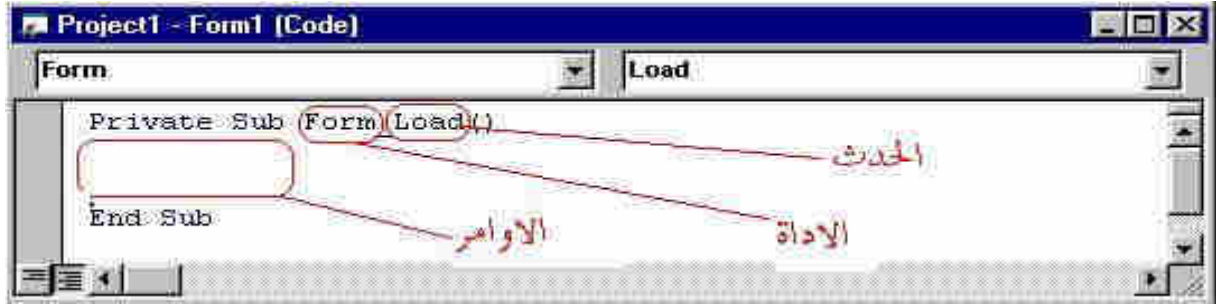 Project1 - Form1 (Code)
Form
Load
Private Sub Form_Load()
الحدث
End Sub
الاوامر
الاداة